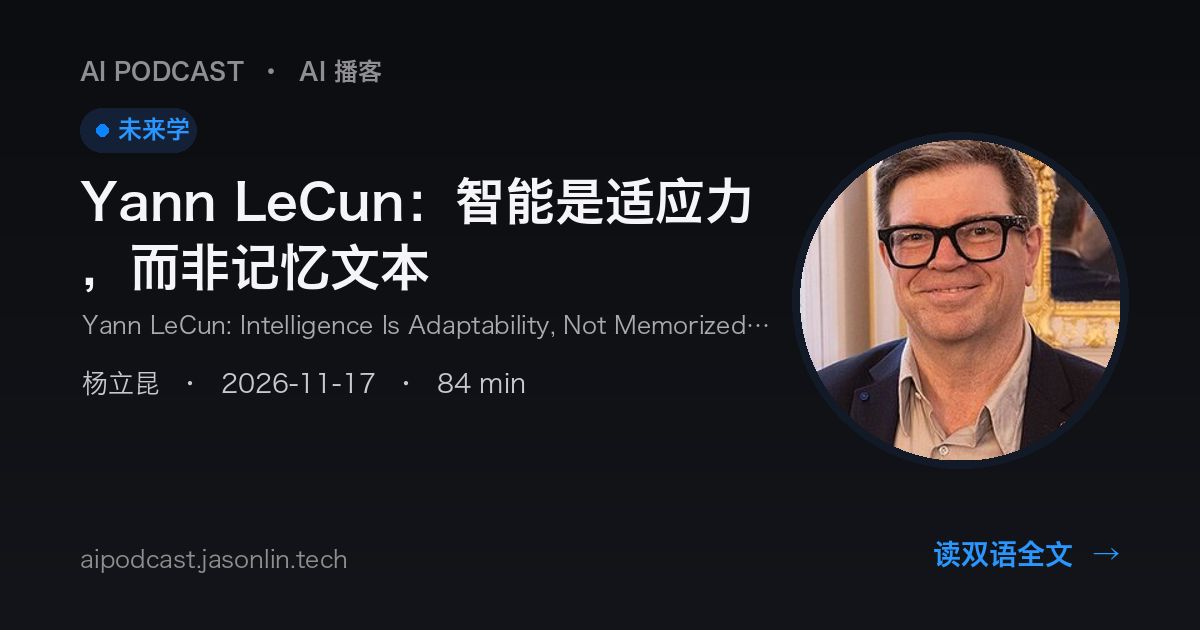 AI PODCAST · AI 播客
未来学
Yann LeCun：智能是适应力
，而非记忆文本
Yann LeCun: Intelligence Is Adaptability, Not Memorized…
杨立昆 · 2026-11-17 · 84 min
aipodcast.jasonlin.tech
读双语全文 →